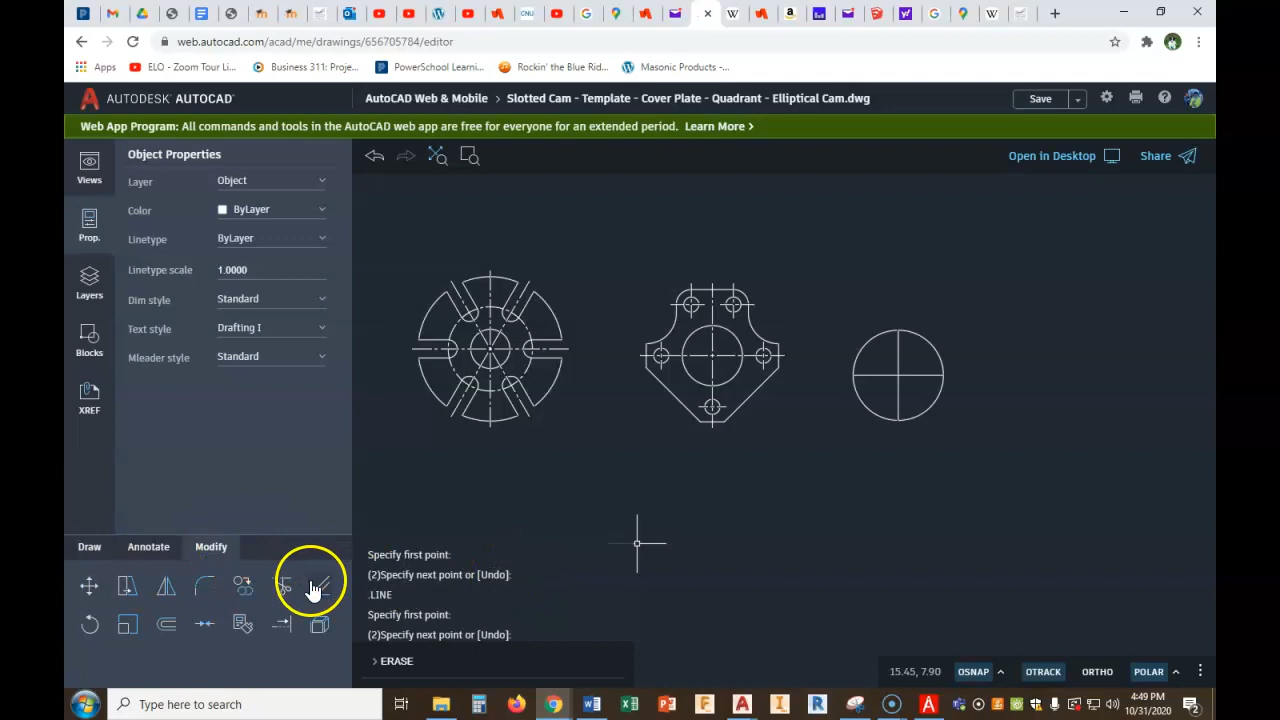 web.autocad.com/acad/me/drawings/656705784/editor
Apps
ELO - Zoom Tour Li...
Business 311: Proje...
PowerSchool Learni...
Rockin' the Blue Rid...
Masonic Products -...
AUTODESK® AUTOCAD®
AutoCAD Web & Mobile > Slotted Cam - Template - Cover Plate - Quadrant - Elliptical Cam.dwg
Save
Web App Program: All commands and tools in the AutoCAD web app are free for everyone for an extended period. Learn More >
Views
Prop.
Layers
Blocks
XREF
Object Properties
Layer Object
Color ByLayer
Linetype ByLayer
Linetype scale 1.0000
Dim style Standard
Text style Drafting I
Mleader style Standard
Open in Desktop
Share
Draw Annotate Modify
Specify first point:
(2)Specify next point or [Undo]:
.LINE
Specify first point:
(2)Specify next point or [Undo]:
> ERASE
15.45, 7.90 OSNAP OTRACK ORTHO POLAR
Type here to search
4:49 PM
10/31/2020
2